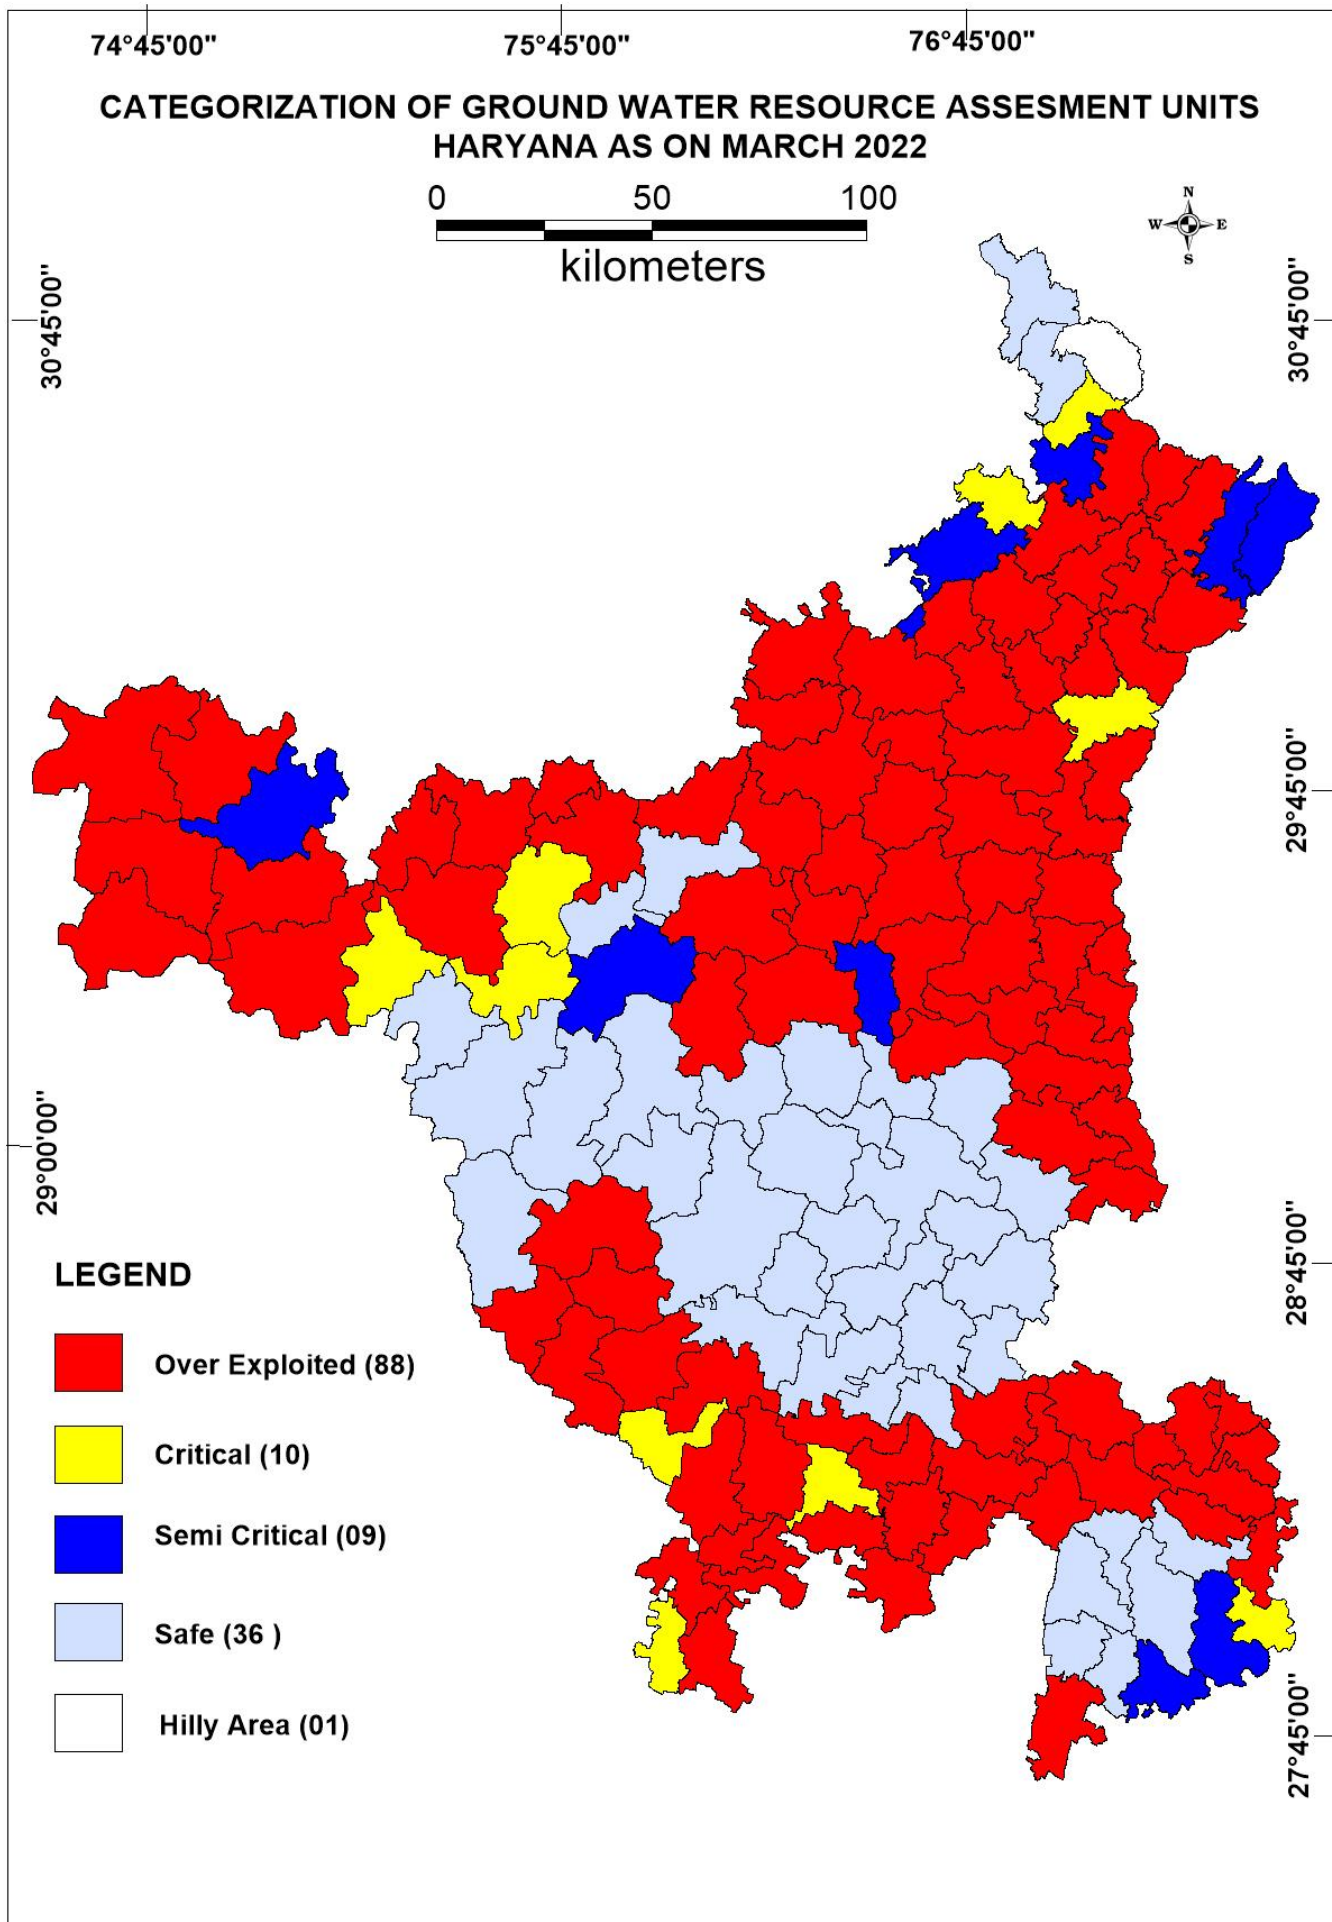 74°45'00"
75°45'00"
76°45'00"
CATEGORIZATION OF GROUND WATER RESOURCE ASSESMENT UNITS
HARYANA AS ON MARCH 2022
0 50 100
kilometers
N
W E
S
30°45'00"
30°45'00"
29°45'00"
29°00'00"
28°45'00"
27°45'00"
LEGEND
Over Exploited (88)
Critical (10)
Semi Critical (09)
Safe (36 )
Hilly Area (01)